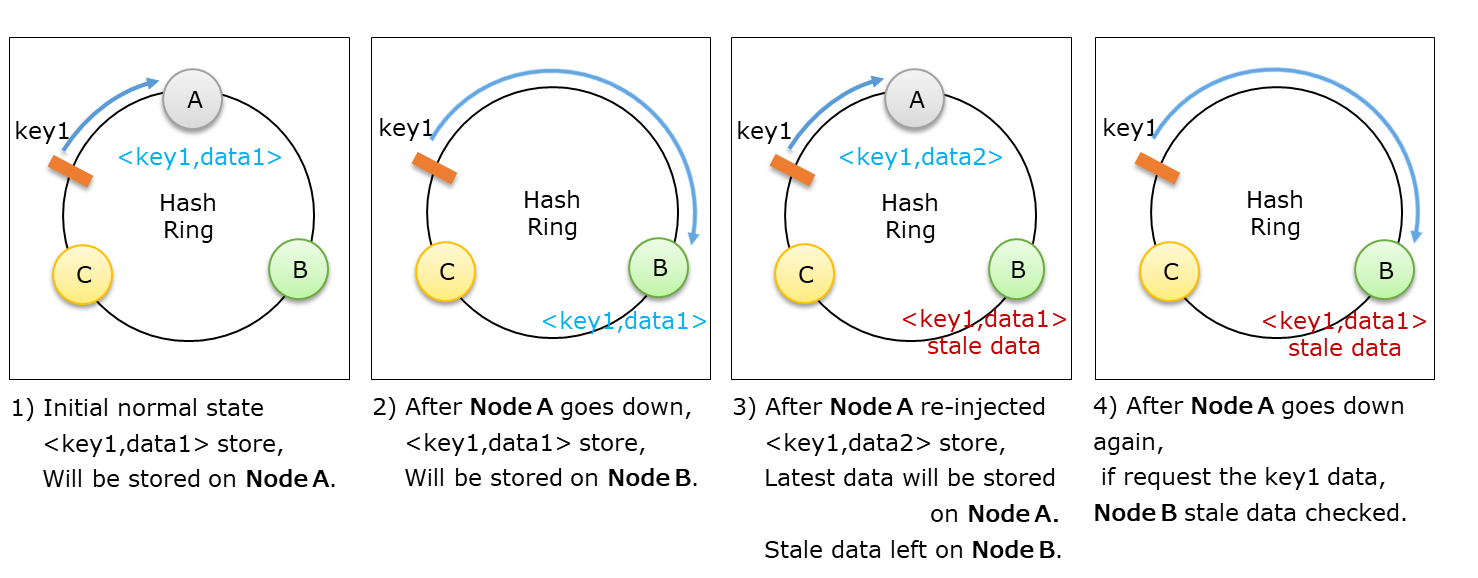 A
key1
<key1,data1>
Hash
Ring
C
B
key1
Hash
Ring
C
B
<key1,data1>
A
key1
<key1,data2>
Hash
Ring
C
B
<key1,data1>
stale data
key1
Hash
Ring
C
B
<key1,data1>
stale data
1) Initial normal state
<key1,data1> store,
Will be stored on Node A.
2) After Node A goes down,
<key1,data1> store,
Will be stored on Node B.
3) After Node A re-injected
<key1,data2> store,
Latest data will be stored
on Node A.
Stale data left on Node B.
4) After Node A goes down
again,
if request the key1 data,
Node B stale data checked.